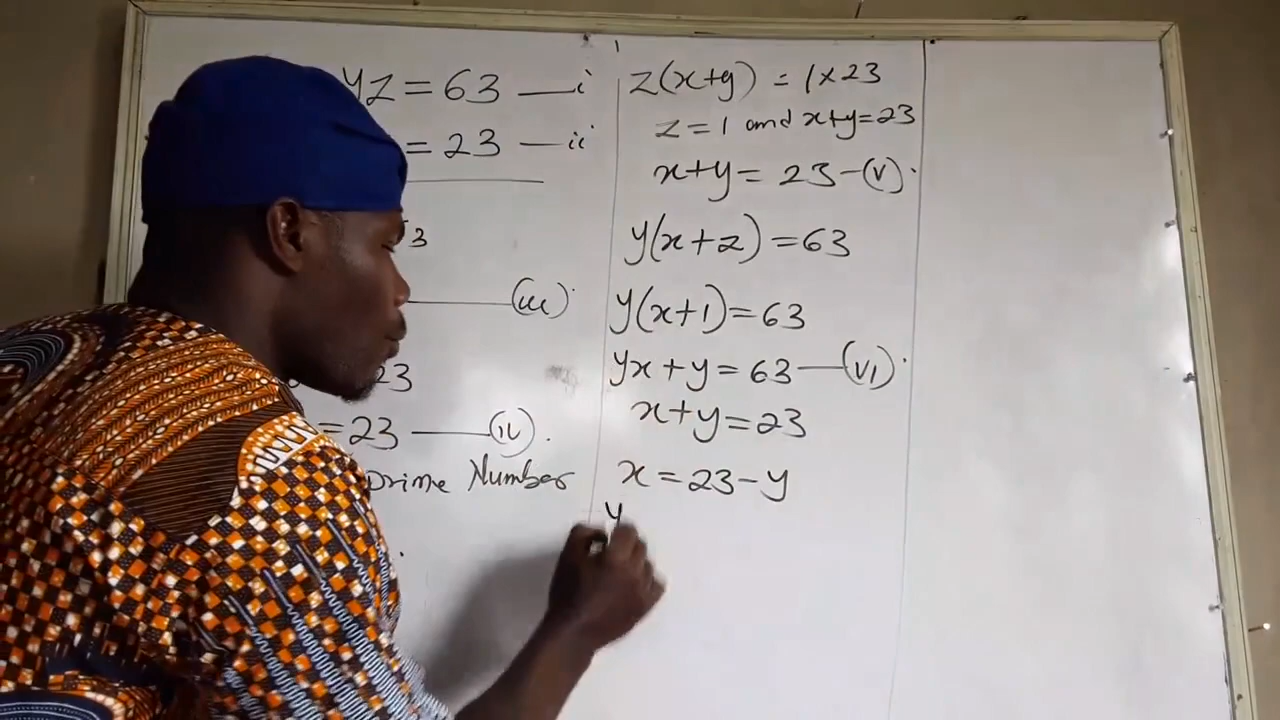 yz = 63 — i
= 23 — ii
3
— (iii).
23
= 23 — (iv).
Prime Number
z(x+y) = 1×23
z = 1 and x+y=23
x+y = 23 — (v).
y(x+z) = 63
y(x+1) = 63
yx + y = 63 — (vi).
x+y = 23
x = 23 - y
y